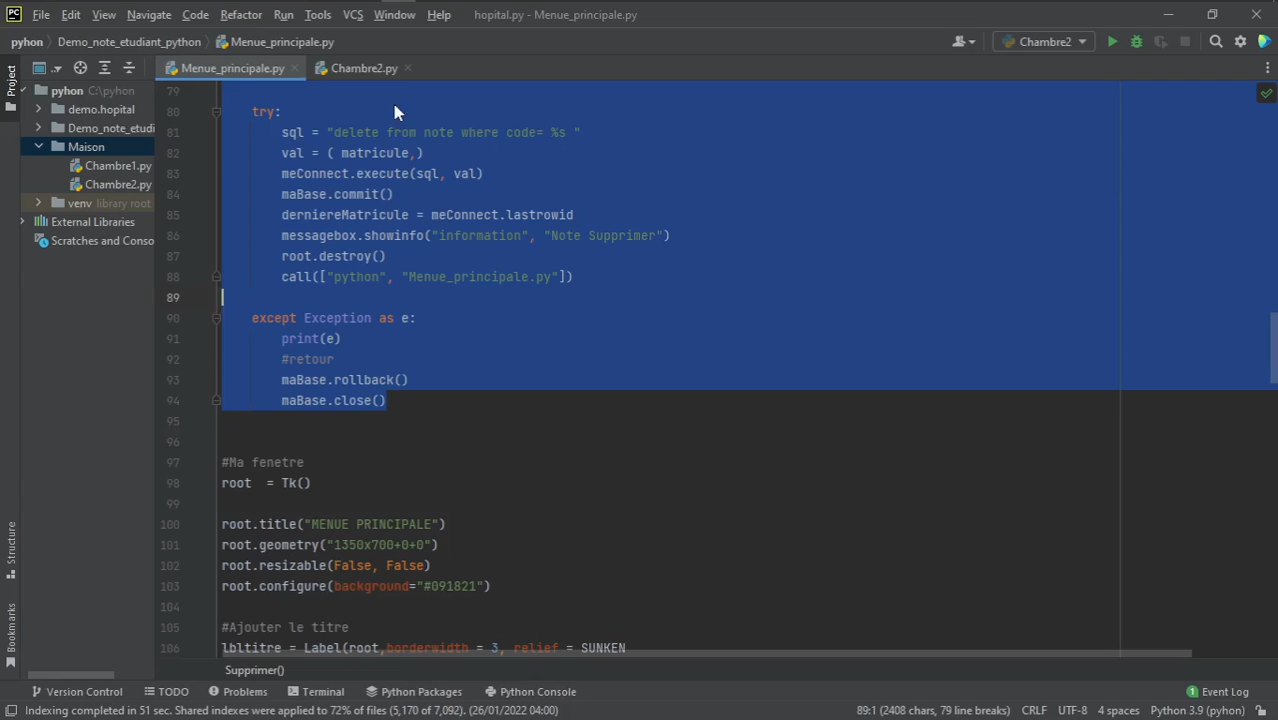 PC File Edit View Navigate Code Refactor Run Tools VCS Window Help hopital.py - Menue_principale.py
pyhon Demo_note_etudiant_python Menue_principale.py Chambre2
Project Menue_principale.py Chambre2.py
pyhon C:\pyhon
demo.hopital
Demo_note_etudi
Maison
Chambre1.py
Chambre2.py
venv library root
External Libraries
Scratches and Conso
79
80 try:
81 sql = "delete from note where code= %s "
82 val = ( matricule,)
83 meConnect.execute(sql, val)
84 maBase.commit()
85 derniereMatricule = meConnect.lastrowid
86 messagebox.showinfo("information", "Note Supprimer")
87 root.destroy()
88 call(["python", "Menue_principale.py"])
89
90 except Exception as e:
91 print(e)
92 #retour
93 maBase.rollback()
94 maBase.close()
95
96
97 #Ma fenetre
98 root  = Tk()
99
100 root.title("MENUE PRINCIPALE")
101 root.geometry("1350x700+0+0")
102 root.resizable(False, False)
103 root.configure(background="#091821")
104
105 #Ajouter le titre
106 lbltitre = Label(root,borderwidth = 3, relief = SUNKEN
Supprimer()
Structure
Bookmarks
Version Control TODO Problems Terminal Python Packages Python Console 1 Event Log
Indexing completed in 51 sec. Shared indexes were applied to 72% of files (5,170 of 7,092). (26/01/2022 04:00) 89:1 (2408 chars, 79 line breaks) CRLF UTF-8 4 spaces Python 3.9 (pyhon)